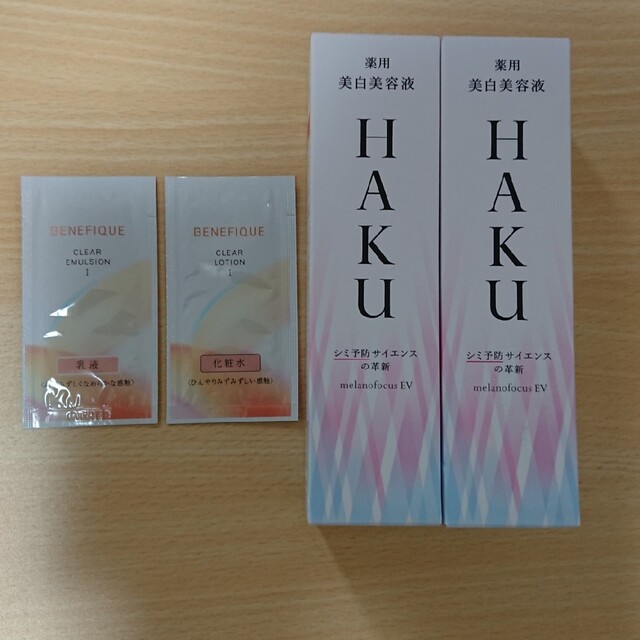 BENEFIQUE
CLEAR
EMULSION
I
乳液
BENEFIQUE
CLEAR
LOTION
I
化粧水
(ひんやりみずみずしい感触)
薬用
美白美容液
HAKU
シミ予防サイエンス
の革新
melanofocus EV
薬用
美白美容液
HAKU
シミ予防サイエンス
の革新
melanofocus EV